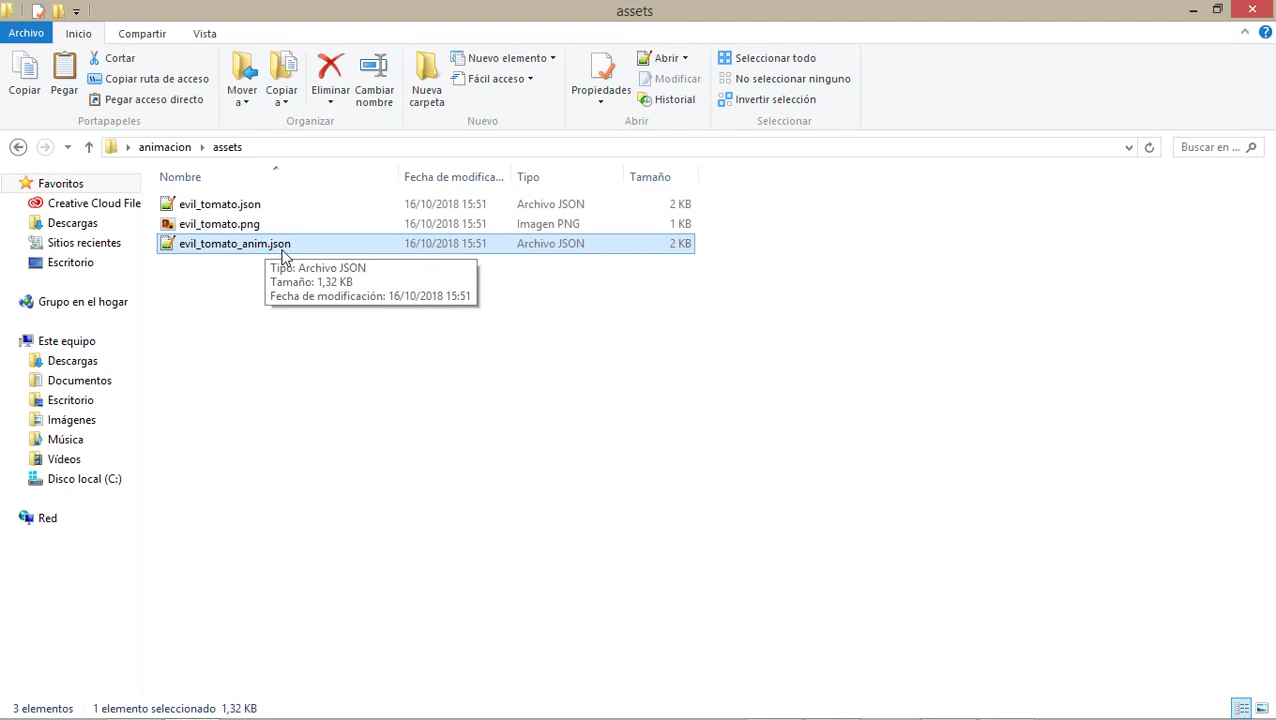 assets
Archivo Inicio Compartir Vista
Copiar
Pegar
Cortar
Copiar ruta de acceso
Pegar acceso directo
Portapapeles
Mover a
Copiar a
Eliminar
Cambiar nombre
Organizar
Nueva carpeta
Nuevo elemento
Fácil acceso
Nuevo
Propiedades
Abrir
Modificar
Historial
Abrir
Seleccionar todo
No seleccionar ninguno
Invertir selección
Seleccionar
animacion assets
Buscar en ...
Favoritos
Creative Cloud File
Descargas
Sitios recientes
Escritorio
Grupo en el hogar
Este equipo
Descargas
Documentos
Escritorio
Imágenes
Música
Vídeos
Disco local (C:)
Red
Nombre Fecha de modifica... Tipo Tamaño
evil_tomato.json 16/10/2018 15:51 Archivo JSON 2 KB
evil_tomato.png 16/10/2018 15:51 Imagen PNG 1 KB
evil_tomato_anim.json 16/10/2018 15:51 Archivo JSON 2 KB
Tipo: Archivo JSON
Tamaño: 1,32 KB
Fecha de modificación: 16/10/2018 15:51
3 elementos 1 elemento seleccionado 1,32 KB